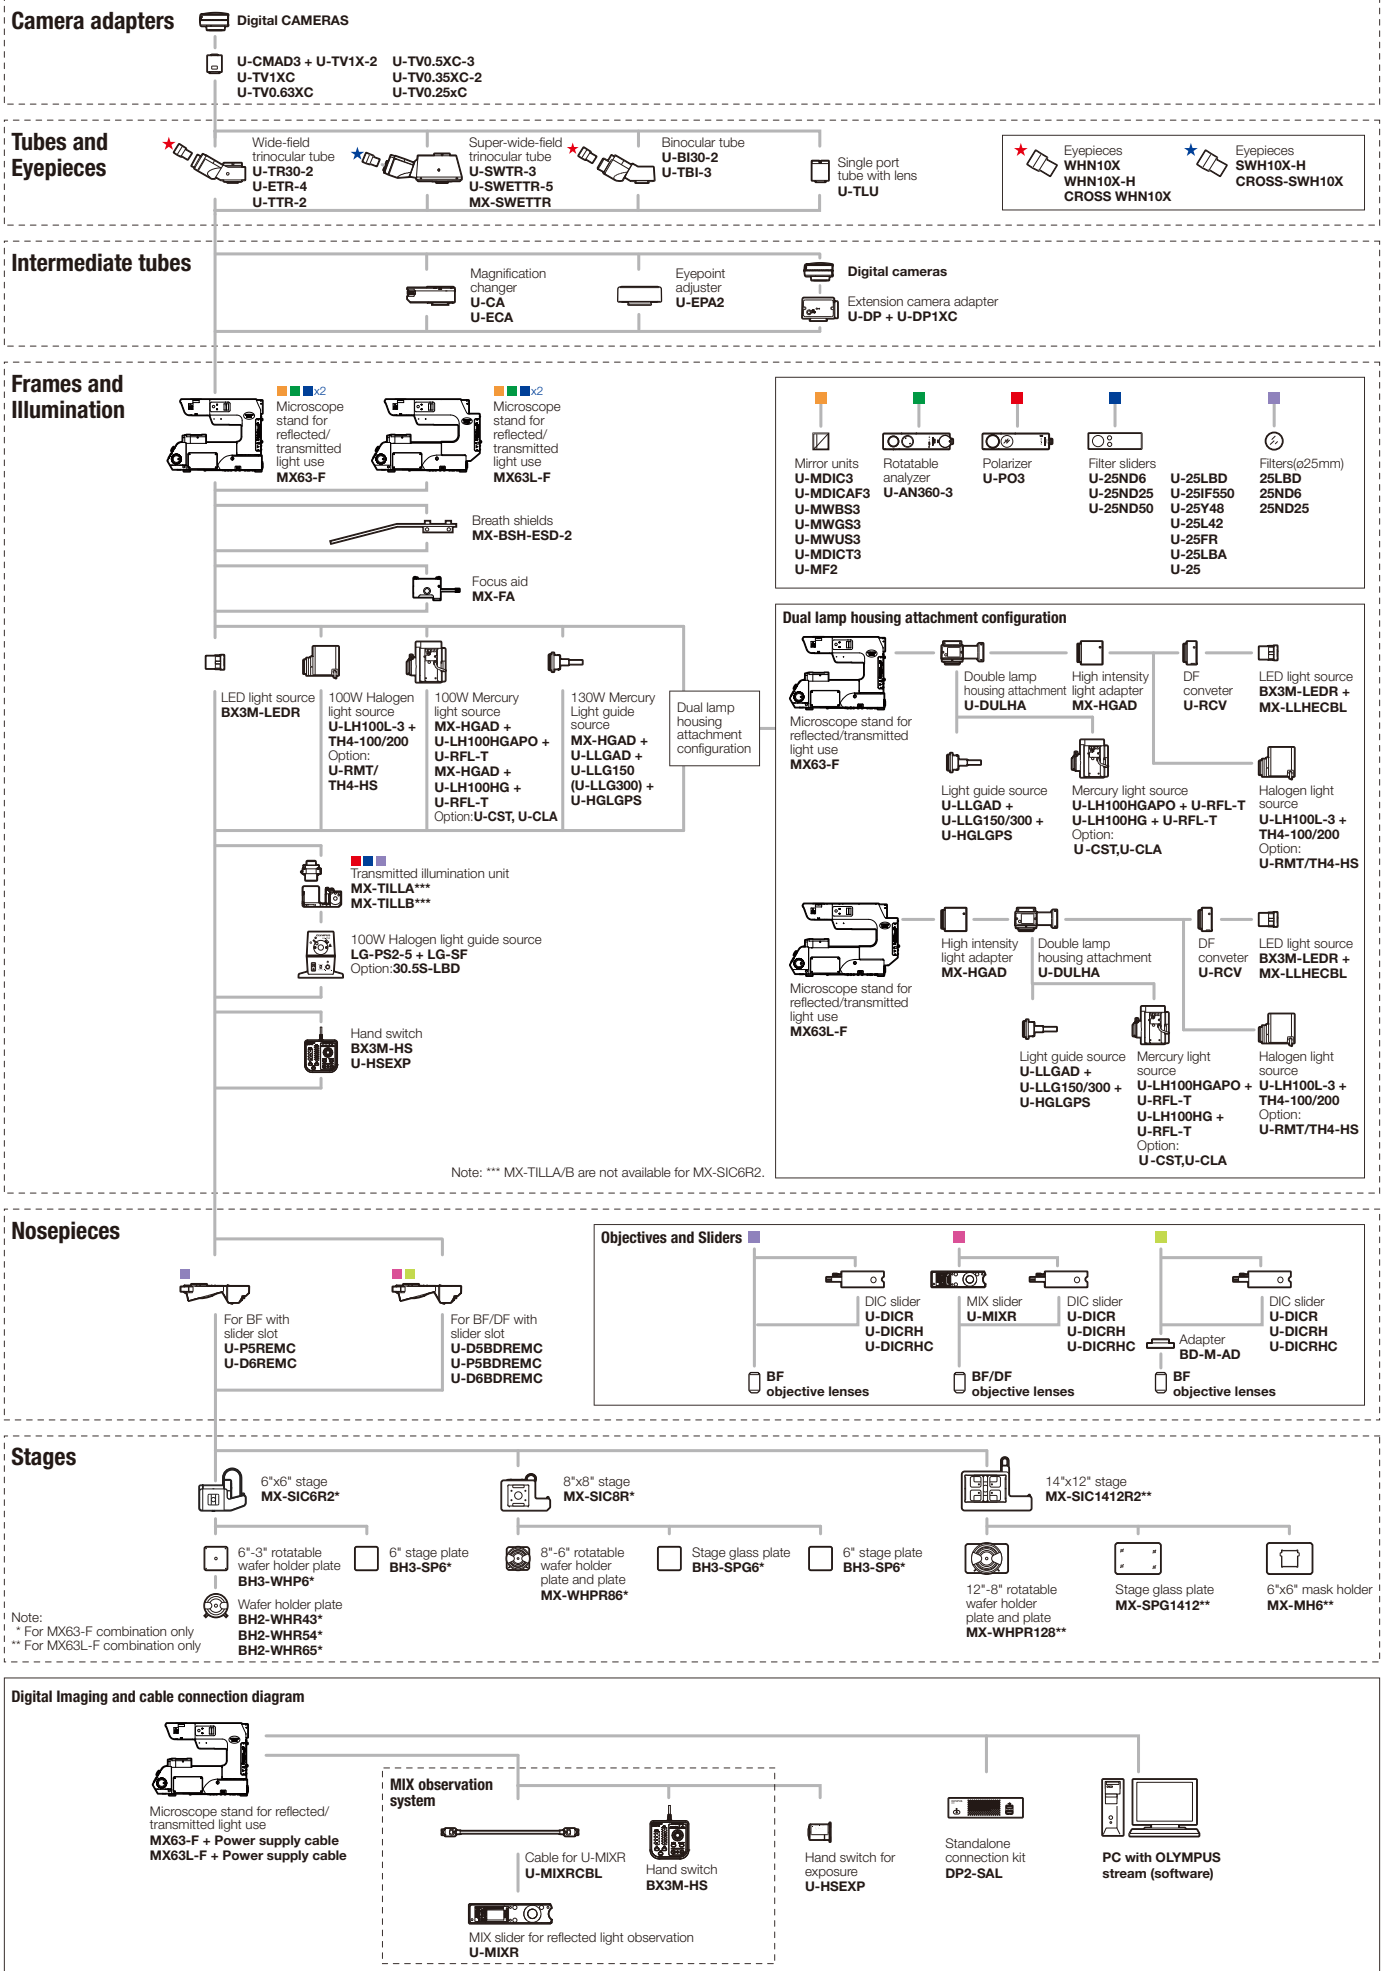 Camera adapters
Digital CAMERAS
U-CMAD3 + U-TV1X-2
U-TV1XC
U-TV0.63XC
U-TV0.5XC-3
U-TV0.35XC-2
U-TV0.25xC
Tubes and
Eyepieces
Wide-field
trinocular tube
U-TR30-2
U-ETR-4
U-TTR-2
Super-wide-field
trinocular tube
U-SWTR-3
U-SWETTR-5
MX-SWETTR
Binocular tube
U-BI30-2
U-TBI-3
Single port
tube with lens
U-TLU
Eyepieces
WHN10X
WHN10X-H
CROSS WHN10X
Eyepieces
SWH10X-H
CROSS-SWH10X
Intermediate tubes
Magnification
changer
U-CA
U-ECA
Eyepoint
adjuster
U-EPA2
Digital cameras
Extension camera adapter
U-DP + U-DP1XC
Frames and
Illumination
x2
Microscope
stand for
reflected/
transmitted
light use
MX63-F
x2
Microscope
stand for
reflected/
transmitted
light use
MX63L-F
Mirror units
U-MDIC3
U-MDICAF3
U-MWBS3
U-MWGS3
U-MWUS3
U-MDICT3
U-MF2
Rotatable
analyzer
U-AN360-3
Polarizer
U-PO3
Filter sliders
U-25ND6
U-25ND25
U-25ND50
U-25LBD
U-25IF550
U-25Y48
U-25L42
U-25FR
U-25LBA
U-25
Filters(ø25mm)
25LBD
25ND6
25ND25
Breath shields
MX-BSH-ESD-2
Focus aid
MX-FA
LED light source
BX3M-LEDR
100W Halogen
light source
U-LH100L-3 +
TH4-100/200
Option:
U-RMT/
TH4-HS
100W Mercury
light source
MX-HGAD +
U-LH100HGAPO +
U-RFL-T
MX-HGAD +
U-LH100HG +
U-RFL-T
Option:U-CST, U-CLA
130W Mercury
Light guide
source
MX-HGAD +
U-LLGAD +
U-LLG150
(U-LLG300) +
U-HGLGPS
Dual lamp
housing
attachment
configuration
Dual lamp housing attachment configuration
Microscope stand for
reflected/transmitted
light use
MX63-F
Double lamp
housing attachment
U-DULHA
High intensity
light adapter
MX-HGAD
DF
conveter
U-RCV
LED light source
BX3M-LEDR +
MX-LLHECBL
Light guide source
U-LLGAD +
U-LLG150/300 +
U-HGLGPS
Mercury light source
U-LH100HGAPO + U-RFL-T
U-LH100HG + U-RFL-T
Option:
U-CST,U-CLA
Halogen light
source
U-LH100L-3 +
TH4-100/200
Option:
U-RMT/TH4-HS
Microscope stand for
reflected/transmitted
light use
MX63L-F
High intensity
light adapter
MX-HGAD
Double lamp
housing attachment
U-DULHA
DF
conveter
U-RCV
LED light source
BX3M-LEDR +
MX-LLHECBL
Light guide source
U-LLGAD +
U-LLG150/300 +
U-HGLGPS
Mercury light
source
U-LH100HGAPO +
U-RFL-T
U-LH100HG +
U-RFL-T
Option:
U-CST,U-CLA
Halogen light
source
U-LH100L-3 +
TH4-100/200
Option:
U-RMT/TH4-HS
Transmitted illumination unit
MX-TILLA***
MX-TILLB***
100W Halogen light guide source
LG-PS2-5 + LG-SF
Option:30.5S-LBD
Hand switch
BX3M-HS
U-HSEXP
Note: *** MX-TILLA/B are not available for MX-SIC6R2.
Nosepieces
For BF with
slider slot
U-P5REMC
U-D6REMC
For BF/DF with
slider slot
U-D5BDREMC
U-P5BDREMC
U-D6BDREMC
Objectives and Sliders
DIC slider
U-DICR
U-DICRH
U-DICRHC
BF
objective lenses
MIX slider
U-MIXR
DIC slider
U-DICR
U-DICRH
U-DICRHC
BF/DF
objective lenses
Adapter
BD-M-AD
DIC slider
U-DICR
U-DICRH
U-DICRHC
BF
objective lenses
Stages
6"x6" stage
MX-SIC6R2*
8"x8" stage
MX-SIC8R*
14"x12" stage
MX-SIC1412R2**
6"-3" rotatable
wafer holder
plate
BH3-WHP6*
6" stage plate
BH3-SP6*
8"-6" rotatable
wafer holder
plate and plate
MX-WHPR86*
Stage glass plate
BH3-SPG6*
6" stage plate
BH3-SP6*
12"-8" rotatable
wafer holder
plate and plate
MX-WHPR128**
Stage glass plate
MX-SPG1412**
6"x6" mask holder
MX-MH6**
Wafer holder plate
BH2-WHR43*
BH2-WHR54*
BH2-WHR65*
Note:
* For MX63-F combination only
** For MX63L-F combination only
Digital Imaging and cable connection diagram
Microscope stand for reflected/
transmitted light use
MX63-F + Power supply cable
MX63L-F + Power supply cable
MIX observation
system
Cable for U-MIXR
U-MIXRCBL
Hand switch
BX3M-HS
MIX slider for reflected light observation
U-MIXR
Hand switch for
exposure
U-HSEXP
Standalone
connection kit
DP2-SAL
PC with OLYMPUS
stream (software)